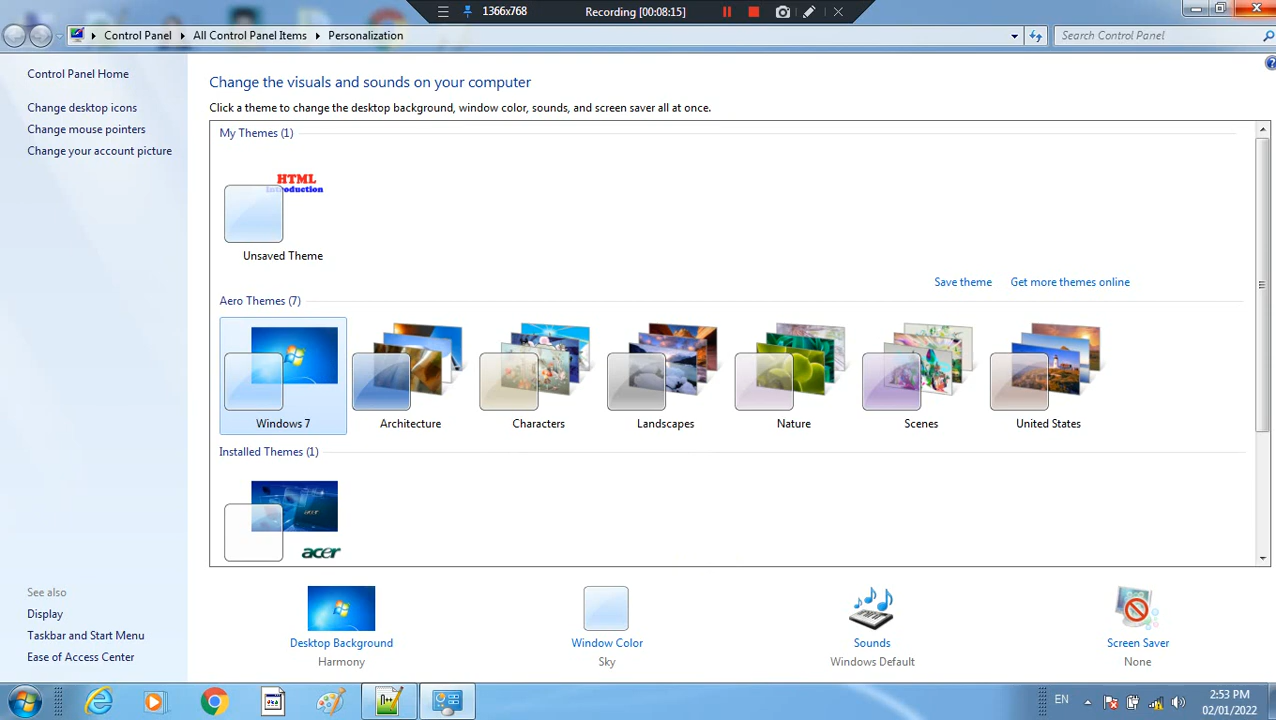 1366x768
Recording [00:08:15]
Control Panel
All Control Panel Items
Personalization
Search Control Panel
Control Panel Home
Change desktop icons
Change mouse pointers
Change your account picture
Change the visuals and sounds on your computer
Click a theme to change the desktop background, window color, sounds, and screen saver all at once.
My Themes (1)
HTML
Introduction
Unsaved Theme
Save theme
Get more themes online
Aero Themes (7)
Windows 7
Architecture
Characters
Landscapes
Nature
Scenes
United States
Installed Themes (1)
acer
See also
Display
Taskbar and Start Menu
Ease of Access Center
Desktop Background
Harmony
Window Color
Sky
Sounds
Windows Default
Screen Saver
None
EN
2:53 PM
02/01/2022